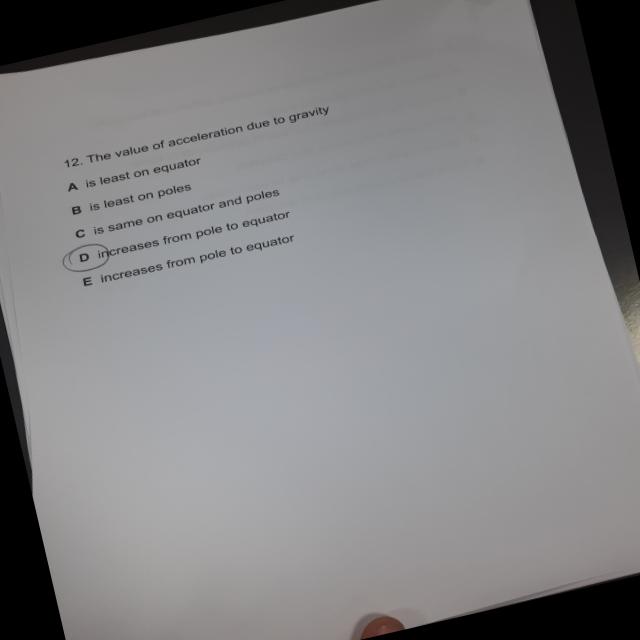 12. The value of acceleration due to gravity
A is least on equator
B is least on poles
C is same on equator and poles
D increases from pole to equator
E increases from pole to equator